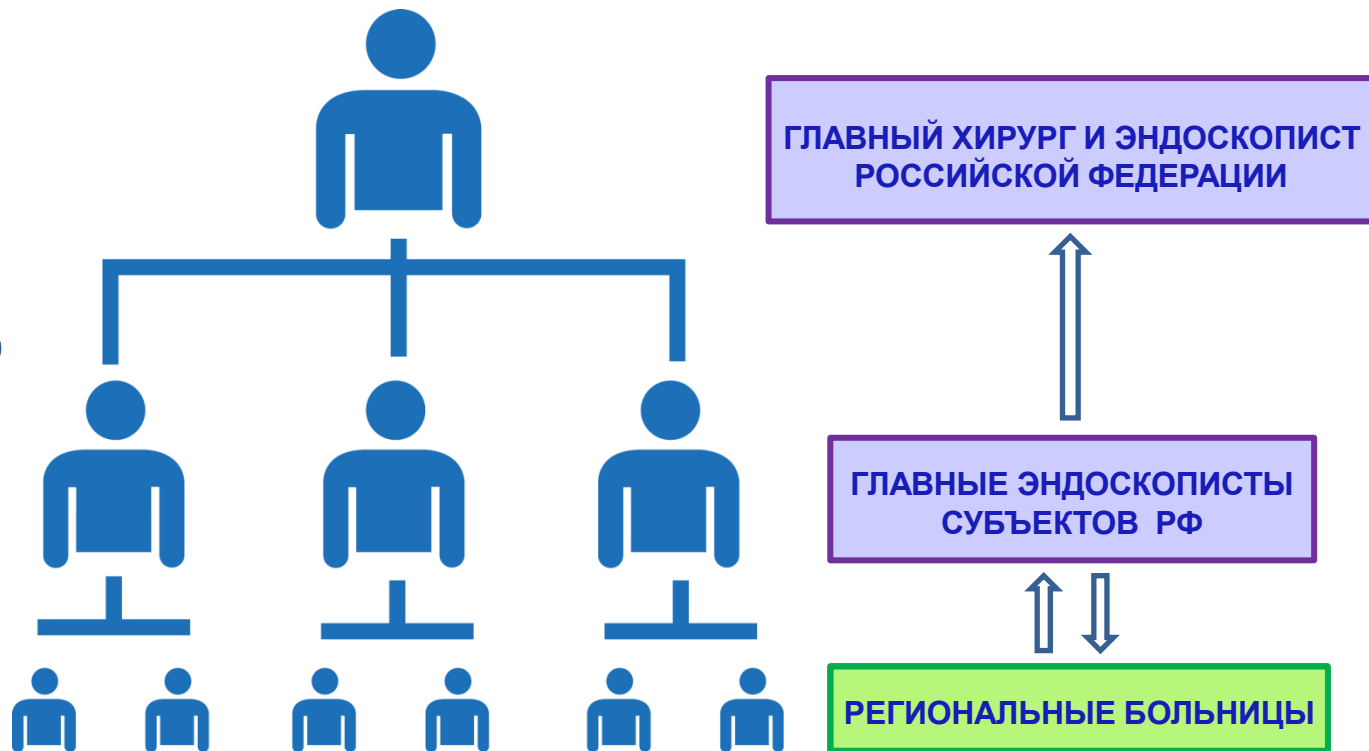 ГЛАВНЫЙ ХИРУРГ И ЭНДОСКОПИСТ
РОССИЙСКОЙ ФЕДЕРАЦИИ
ГЛАВНЫЕ ЭНДОСКОПИСТЫ
СУБЪЕКТОВ РФ
РЕГИОНАЛЬНЫЕ БОЛЬНИЦЫ